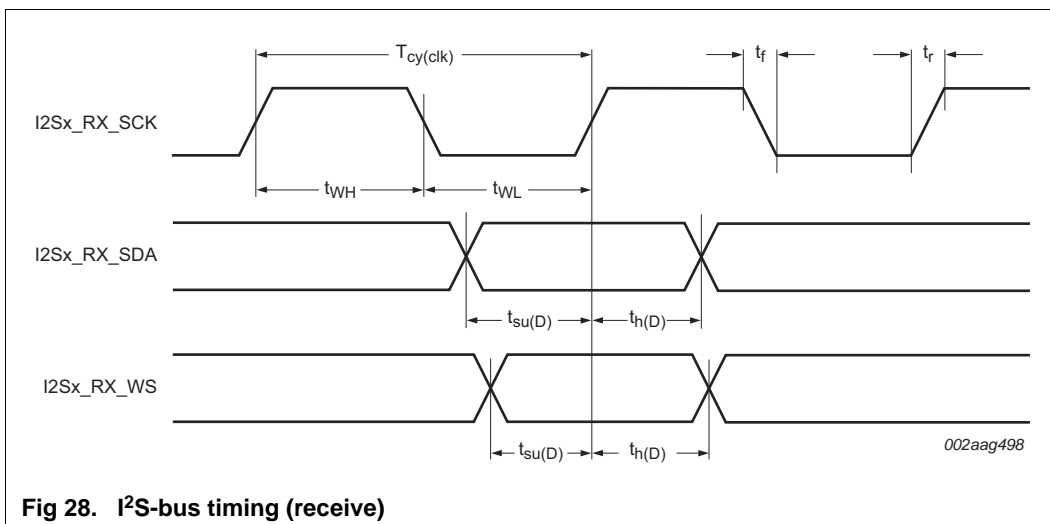 T_cy(clk)
t_f
t_r
I2Sx_RX_SCK
t_WH
t_WL
I2Sx_RX_SDA
t_su(D)
t_h(D)
I2Sx_RX_WS
t_su(D)
t_h(D)
002aag498
Fig 28. I²S-bus timing (receive)